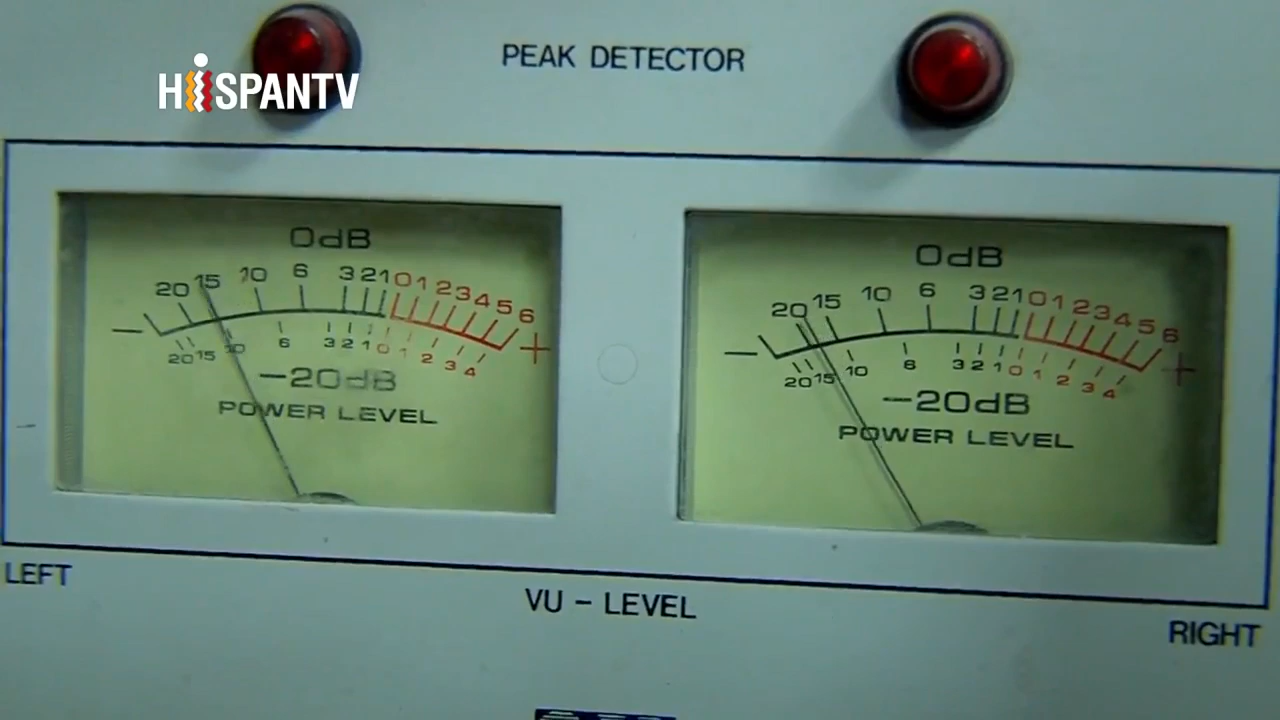 HiSPANTV
PEAK DETECTOR
0dB
20 15 10 6 3 2 1 0 1 2 3 4 5 6
− +
20 15 10 6 3 2 1 0 1 2 3 4
−20dB
POWER LEVEL
0dB
20 15 10 6 3 2 1 0 1 2 3 4 5 6
− +
20 15 10 6 3 2 1 0 1 2 3 4
−20dB
POWER LEVEL
LEFT
VU – LEVEL
RIGHT